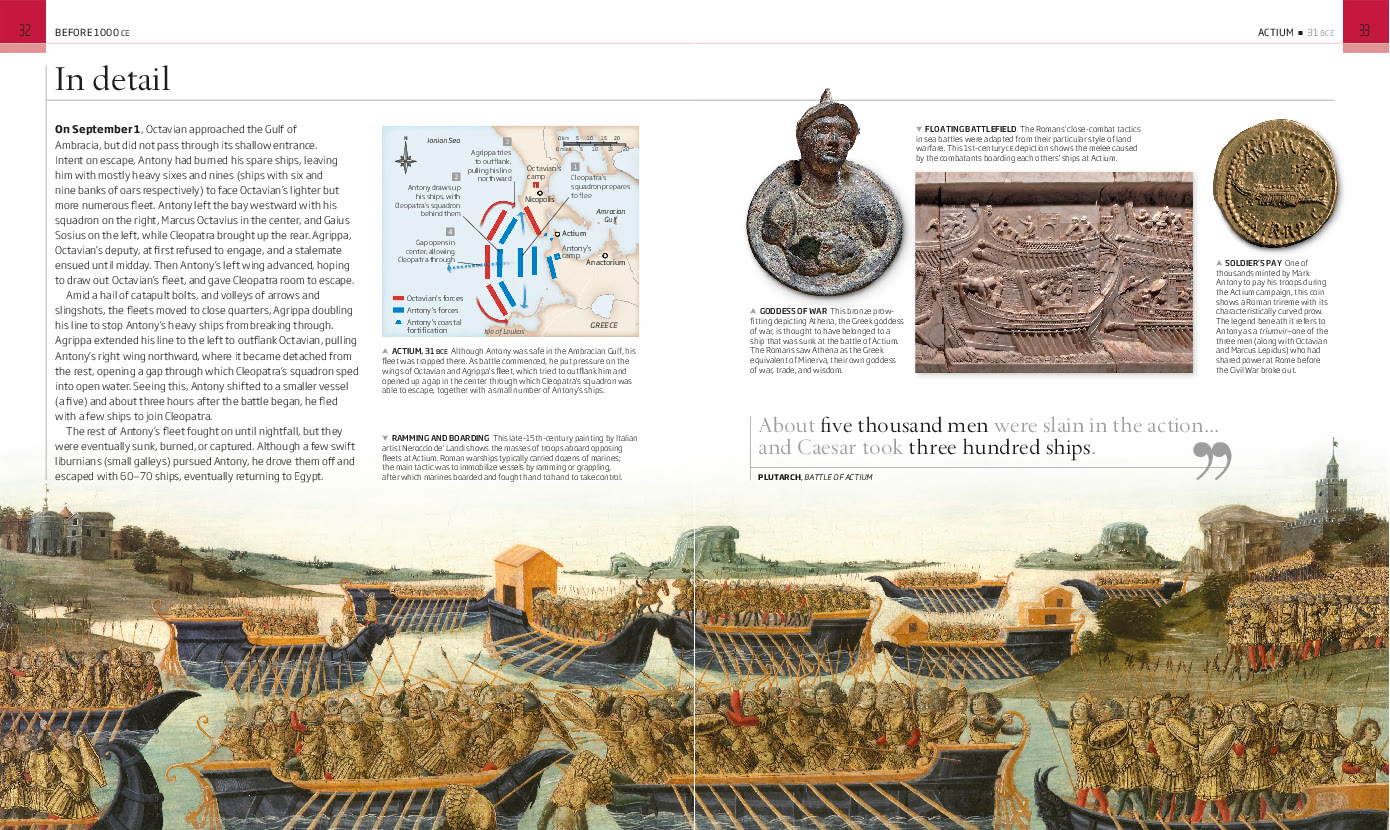 32
BEFORE 1000 CE
ACTIUM ■ 31 BCE
33
In detail
On September 1, Octavian approached the Gulf of
Ambracia, but did not pass through its shallow entrance.
Intent on escape, Antony had burned his spare ships, leaving
him with mostly heavy sixes and nines (ships with six and
nine banks of oars respectively) to face Octavian's lighter but
more numerous fleet. Antony left the bay westward with his
squadron on the right, Marcus Octavius in the center, and Gaius
Sosius on the left, while Cleopatra brought up the rear. Agrippa,
Octavian's deputy, at first refused to engage, and a stalemate
ensued until midday. Then Antony's left wing advanced, hoping
to draw out Octavian's fleet, and gave Cleopatra room to escape.
Amid a hail of catapult bolts, and volleys of arrows and
slingshots, the fleets moved to close quarters, Agrippa doubling
his line to stop Antony's heavy ships from breaking through.
Agrippa extended his line to the left to outflank Octavian, pulling
Antony's right wing northward, where it became detached from
the rest, opening a gap through which Cleopatra's squadron sped
into open water. Seeing this, Antony shifted to a smaller vessel
(a five) and about three hours after the battle began, he fled
with a few ships to join Cleopatra.
The rest of Antony's fleet fought on until nightfall, but they
were eventually sunk, burned, or captured. Although a few swift
liburnians (small galleys) pursued Antony, he drove them off and
escaped with 60–70 ships, eventually returning to Egypt.
N
Ionian Sea
0 km 5 10 15 20
0 miles 5 10 15 20
3
Agrippa tries
to outflank,
pulling his line
northward
Octavian's
camp
1
Cleopatra's
squadron prepares
to flee
2
Antony draws up
his ships, with
Cleopatra's squadron
behind them
Nicopolis
Ambracian
Gulf
4
Gap opens in
center, allowing
Cleopatra through
Actium
Antony's
camp
Anactorium
Octavian's forces
Antony's forces
Antony's coastal
fortification
Isle of Leukas
GREECE
▲ ACTIUM, 31 BCE Although Antony was safe in the Ambracian Gulf, his
fleet was trapped there. As battle commenced, he put pressure on the
wings of Octavian and Agrippa's fleet, which tried to outflank him and
opened up a gap in the center through which Cleopatra's squadron was
able to escape, together with a small number of Antony's ships.
▼ RAMMING AND BOARDING This late-15th-century painting by Italian
artist Neroccio de' Landi shows the masses of troops aboard opposing
fleets at Actium. Roman warships typically carried dozens of marines;
the main tactic was to immobilize vessels by ramming or grappling,
after which marines boarded and fought hand to hand to take control.
▲ GODDESS OF WAR This bronze prow-
fitting depicting Athena, the Greek goddess
of war, is thought to have belonged to a
ship that was sunk at the battle of Actium.
The Romans saw Athena as the Greek
equivalent of Minerva, their own goddess
of war, trade, and wisdom.
▼ FLOATING BATTLEFIELD The Romans' close-combat tactics
in sea battles were adapted from their particular style of land
warfare. This 1st-century CE depiction shows the melee caused
by the combatants boarding each others' ships at Actium.
▲ SOLDIER'S PAY One of
thousands minted by Mark
Antony to pay his troops during
the Actium campaign, this coin
shows a Roman trireme with its
characteristically curved prow.
The legend beneath it refers to
Antony as a triumvir—one of the
three men (along with Octavian
and Marcus Lepidus) who had
shared power at Rome before
the Civil War broke out.
About five thousand men were slain in the action...
and Caesar took three hundred ships.
”
PLUTARCH, BATTLE OF ACTIUM